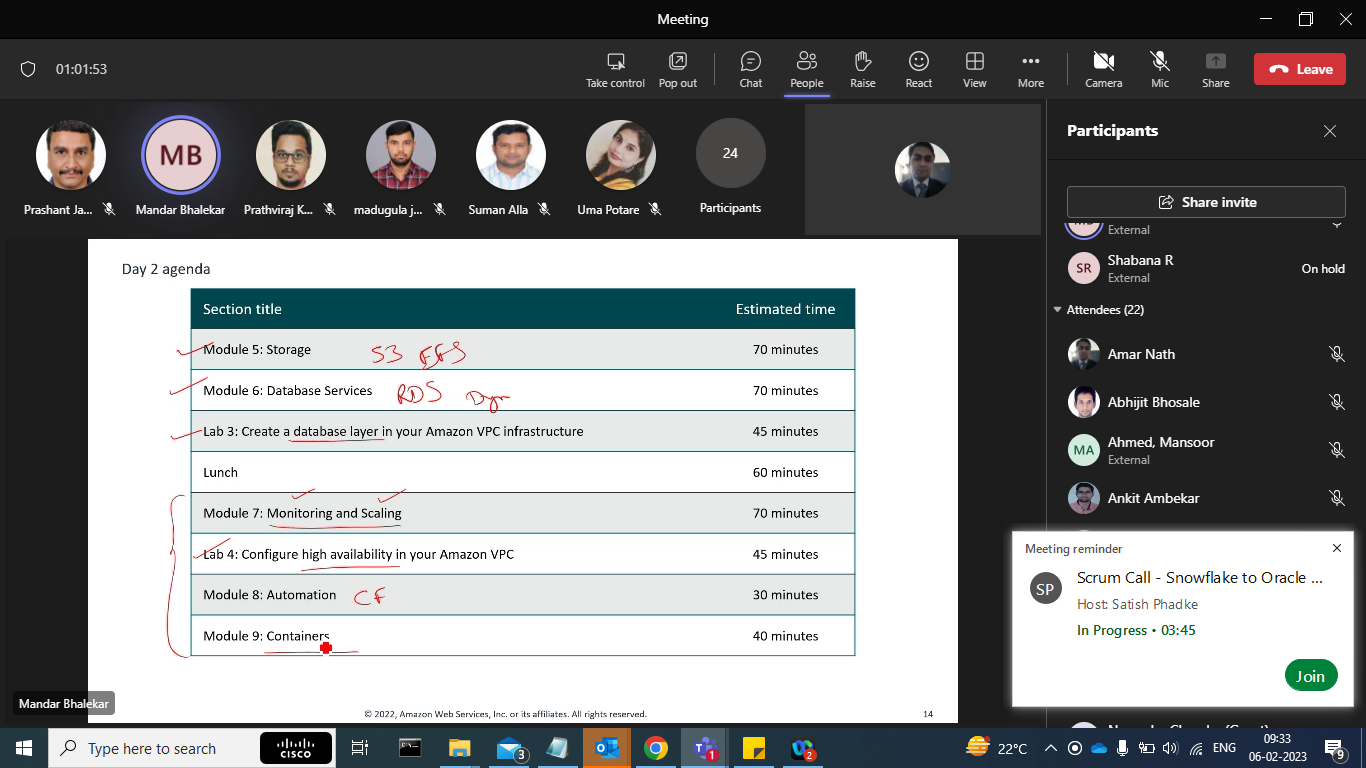 Meeting
01:01:53
Take control
Pop out
Chat
People
Raise
React
View
More
Camera
Mic
Share
Leave
MB
24
Prashant Ja...
Mandar Bhalekar
Prathviraj K...
madugula j...
Suman Alla
Uma Potare
Participants
Participants
Share invite
External
SR
Shabana R
External
On hold
Attendees (22)
Amar Nath
Abhijit Bhosale
MA
Ahmed, Mansoor
External
Ankit Ambekar
Day 2 agenda
Section title Estimated time
Module 5: Storage S3 EFS 70 minutes
Module 6: Database Services RDS Dyn 70 minutes
Lab 3: Create a database layer in your Amazon VPC infrastructure 45 minutes
Lunch 60 minutes
Module 7: Monitoring and Scaling 70 minutes
Lab 4: Configure high availability in your Amazon VPC 45 minutes
Module 8: Automation CF 30 minutes
Module 9: Containers 40 minutes
Mandar Bhalekar
© 2022, Amazon Web Services, Inc. or its affiliates. All rights reserved.
14
Meeting reminder
SP
Scrum Call - Snowflake to Oracle ...
Host: Satish Phadke
In Progress • 03:45
Join
Type here to search
CISCO
3
1
2
22°C
ENG
09:33
06-02-2023
9